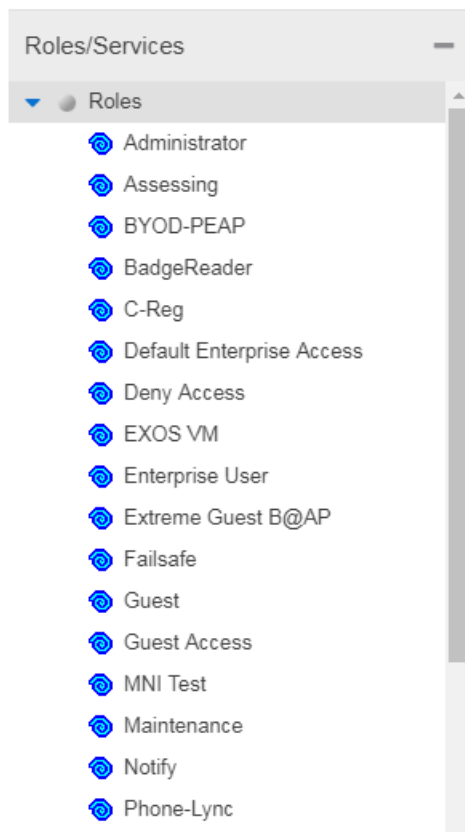 Roles/Services
Roles
Administrator
Assessing
BYOD-PEAP
BadgeReader
C-Reg
Default Enterprise Access
Deny Access
EXOS VM
Enterprise User
Extreme Guest B@AP
Failsafe
Guest
Guest Access
MNI Test
Maintenance
Notify
Phone-Lync